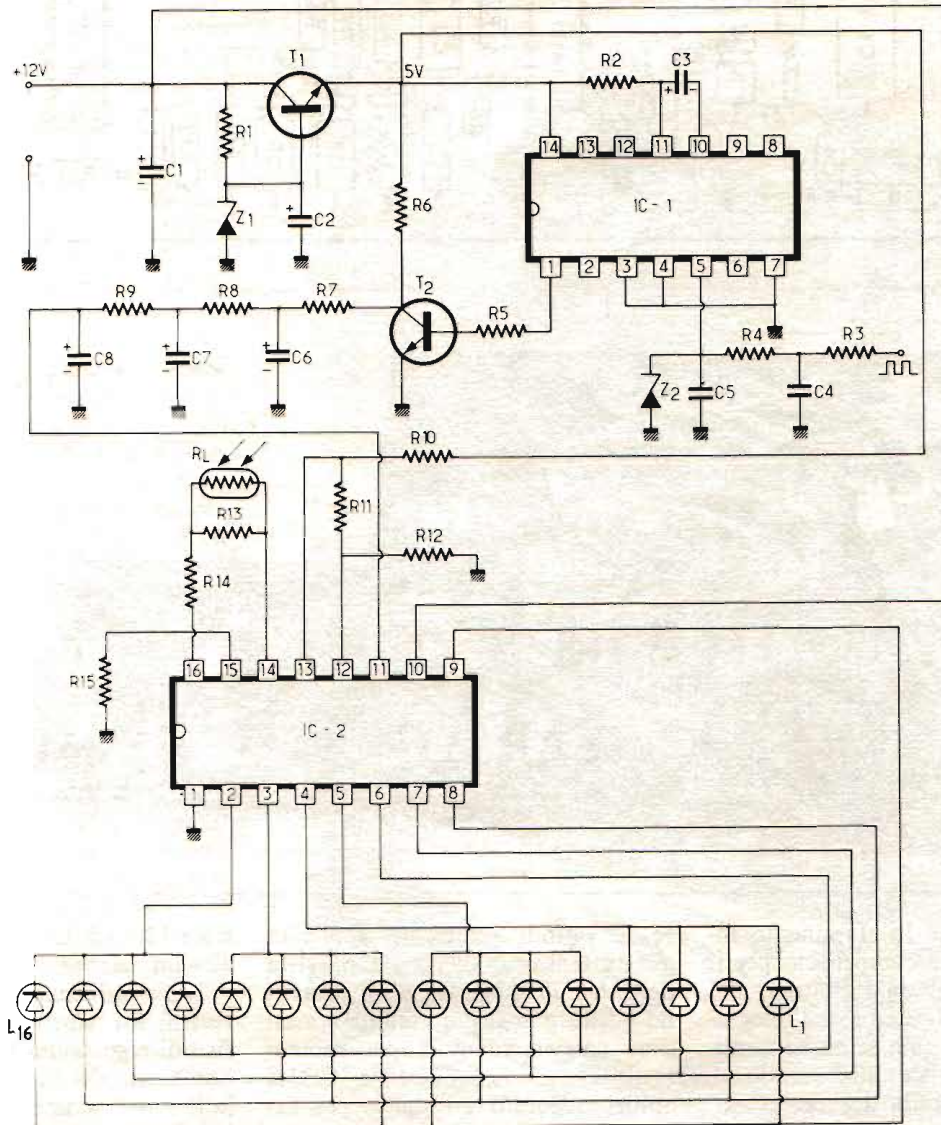 T1
+12V
5V
R2
C3
R1
14 13 12 11 10 9 8
C1
Z1
C2
R6
IC-1
T2
R9
R8
R7
R5
1 2 3 4 5 6 7
C8
C7
C6
R4
R3
Z2
C5
C4
RL
R10
R13
R11
R12
R14
16 15 14 13 12 11 10 9
R15
IC-2
1 2 3 4 5 6 7 8
L16
L1